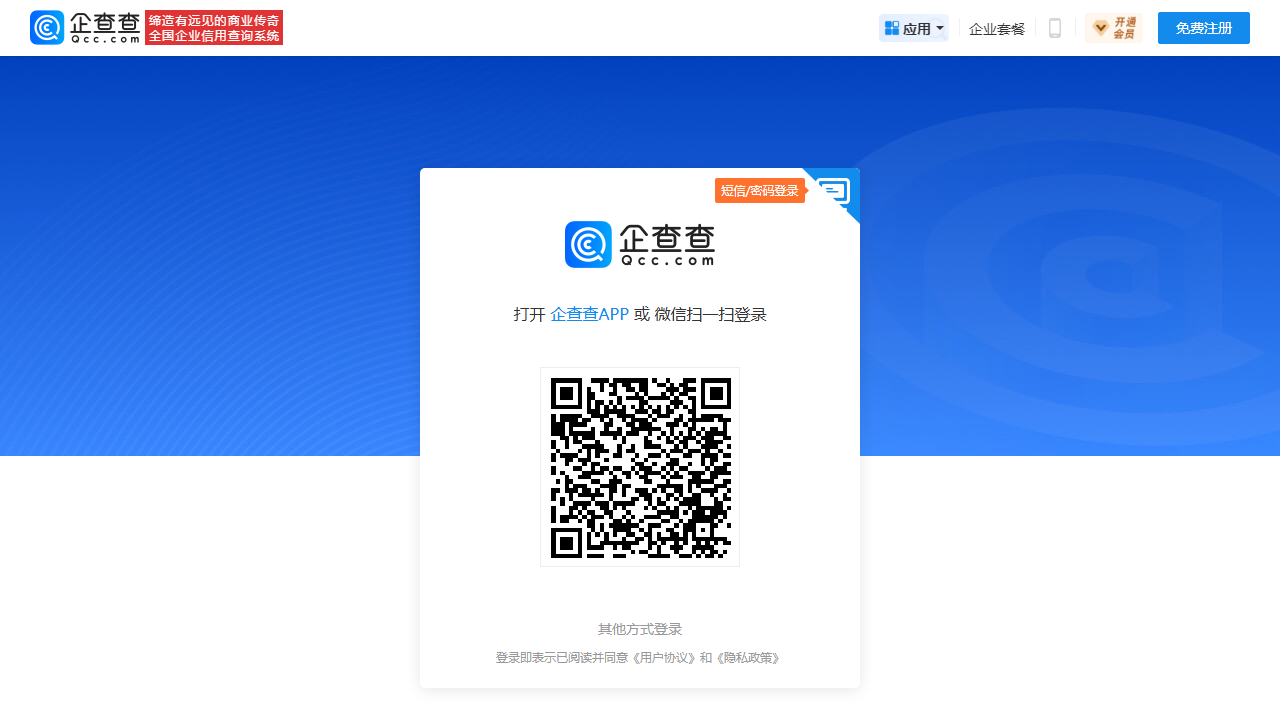 企查查
Qcc.com
缔造有远见的商业传奇
全国企业信用查询系统
应用
企业套餐
开通
会员
免费注册
短信/密码登录
企查查
Qcc.com
打开 企查查APP 或 微信扫一扫登录
其他方式登录
登录即表示已阅读并同意《用户协议》和《隐私政策》